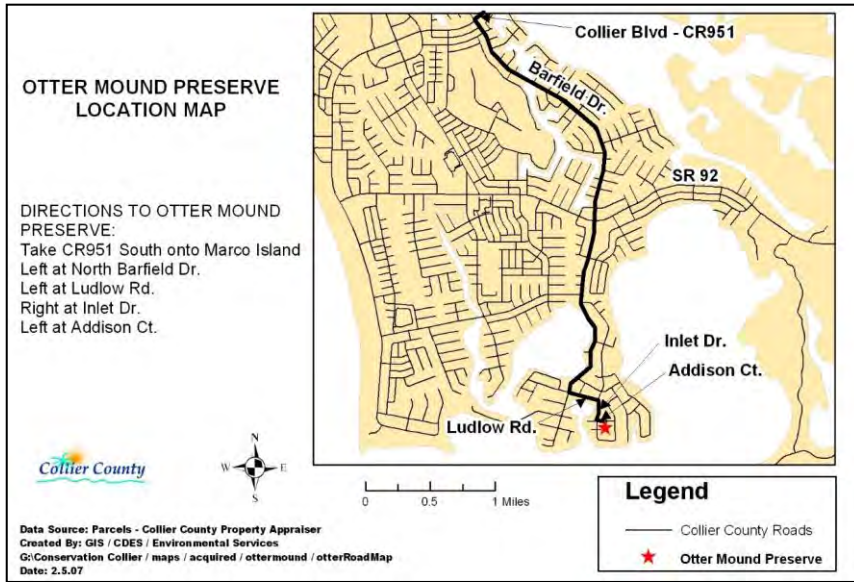 OTTER MOUND PRESERVE
LOCATION MAP
DIRECTIONS TO OTTER MOUND
PRESERVE:
Take CR951 South onto Marco Island
Left at North Barfield Dr.
Left at Ludlow Rd.
Right at Inlet Dr.
Left at Addison Ct.
Collier Blvd - CR951
Barfield Dr.
SR 92
Inlet Dr.
Addison Ct.
Ludlow Rd.
Collier County
N
W E
S
0 0.5 1 Miles
Legend
Collier County Roads
Otter Mound Preserve
Data Source: Parcels - Collier County Property Appraiser
Created By: GIS / CDES / Environmental Services
G:\Conservation Collier / maps / acquired / ottermound / otterRoadMap
Date: 2.5.07